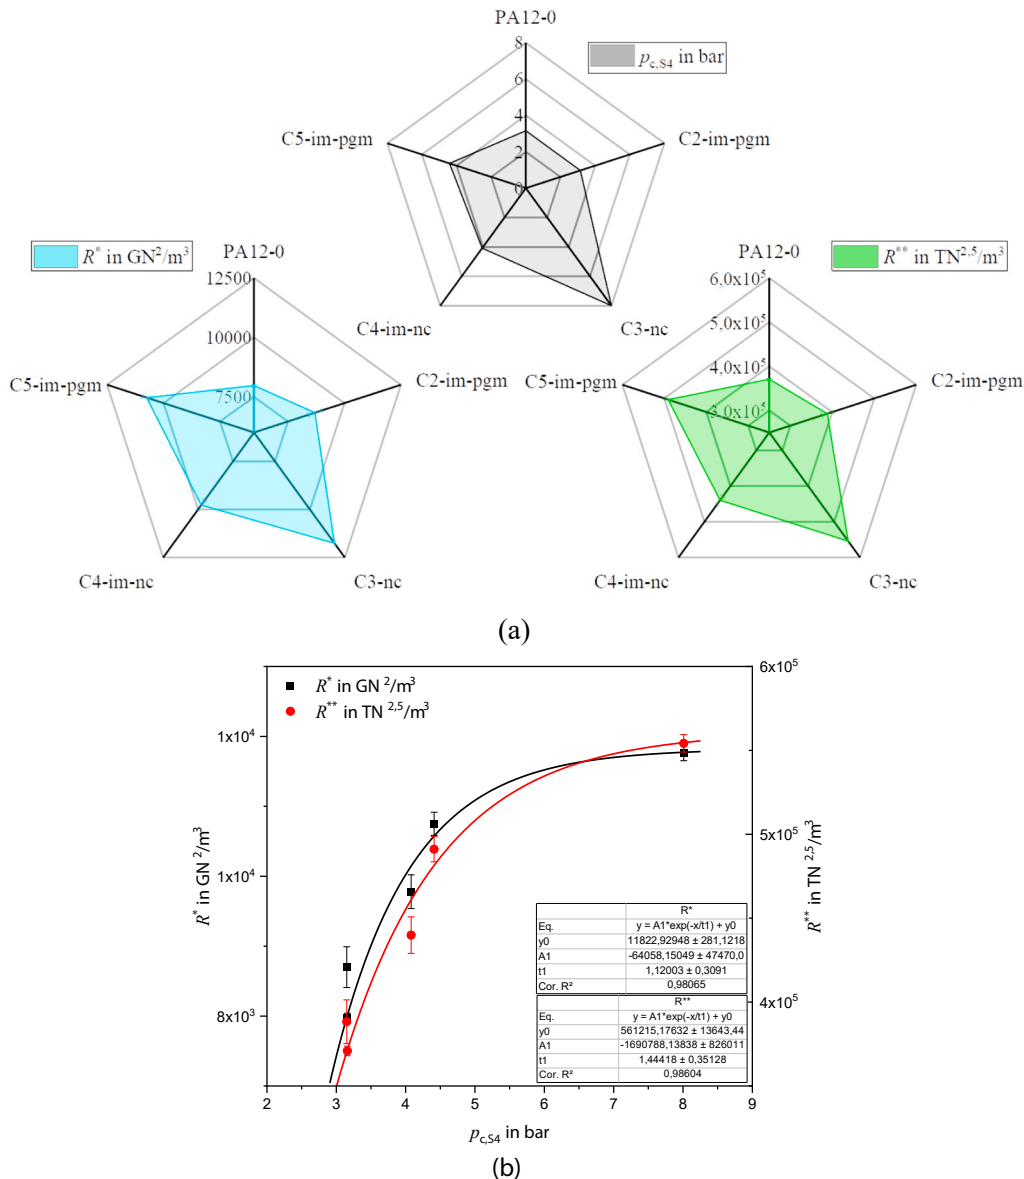 (a)
PA12-0
8
6
4
2
0
p_c,S4 in bar
C5-im-pgm
C2-im-pgm
C4-im-nc
C3-nc
R* in GN²/m³
PA12-0
12500
10000
7500
C5-im-pgm
C2-im-pgm
C4-im-nc
C3-nc
R** in TN²,⁵/m³
PA12-0
6,0x10⁵
5,0x10⁵
4,0x10⁵
3,0x10⁵
C5-im-pgm
C2-im-pgm
C4-im-nc
C3-nc
(a)
R* in GN ²/m³
R** in TN ²,⁵/m³
1x10⁴
1x10⁴
8x10³
R* in GN ²/m³
6x10⁵
5x10⁵
4x10⁵
R** in TN ²,⁵/m³
R*
Eq. y = A1*exp(-x/t1) + y0
y0 11822,92948 ± 281,1218
A1 -64058,15049 ± 47470,0
t1 1,12003 ± 0,3091
Cor. R² 0,98065
R**
Eq. y = A1*exp(-x/t1) + y0
y0 561215,17632 ± 13643,44
A1 -1690788,13838 ± 826011
t1 1,44418 ± 0,35128
Cor. R² 0,98604
2 3 4 5 6 7 8 9
p_c,S4 in bar
(b)